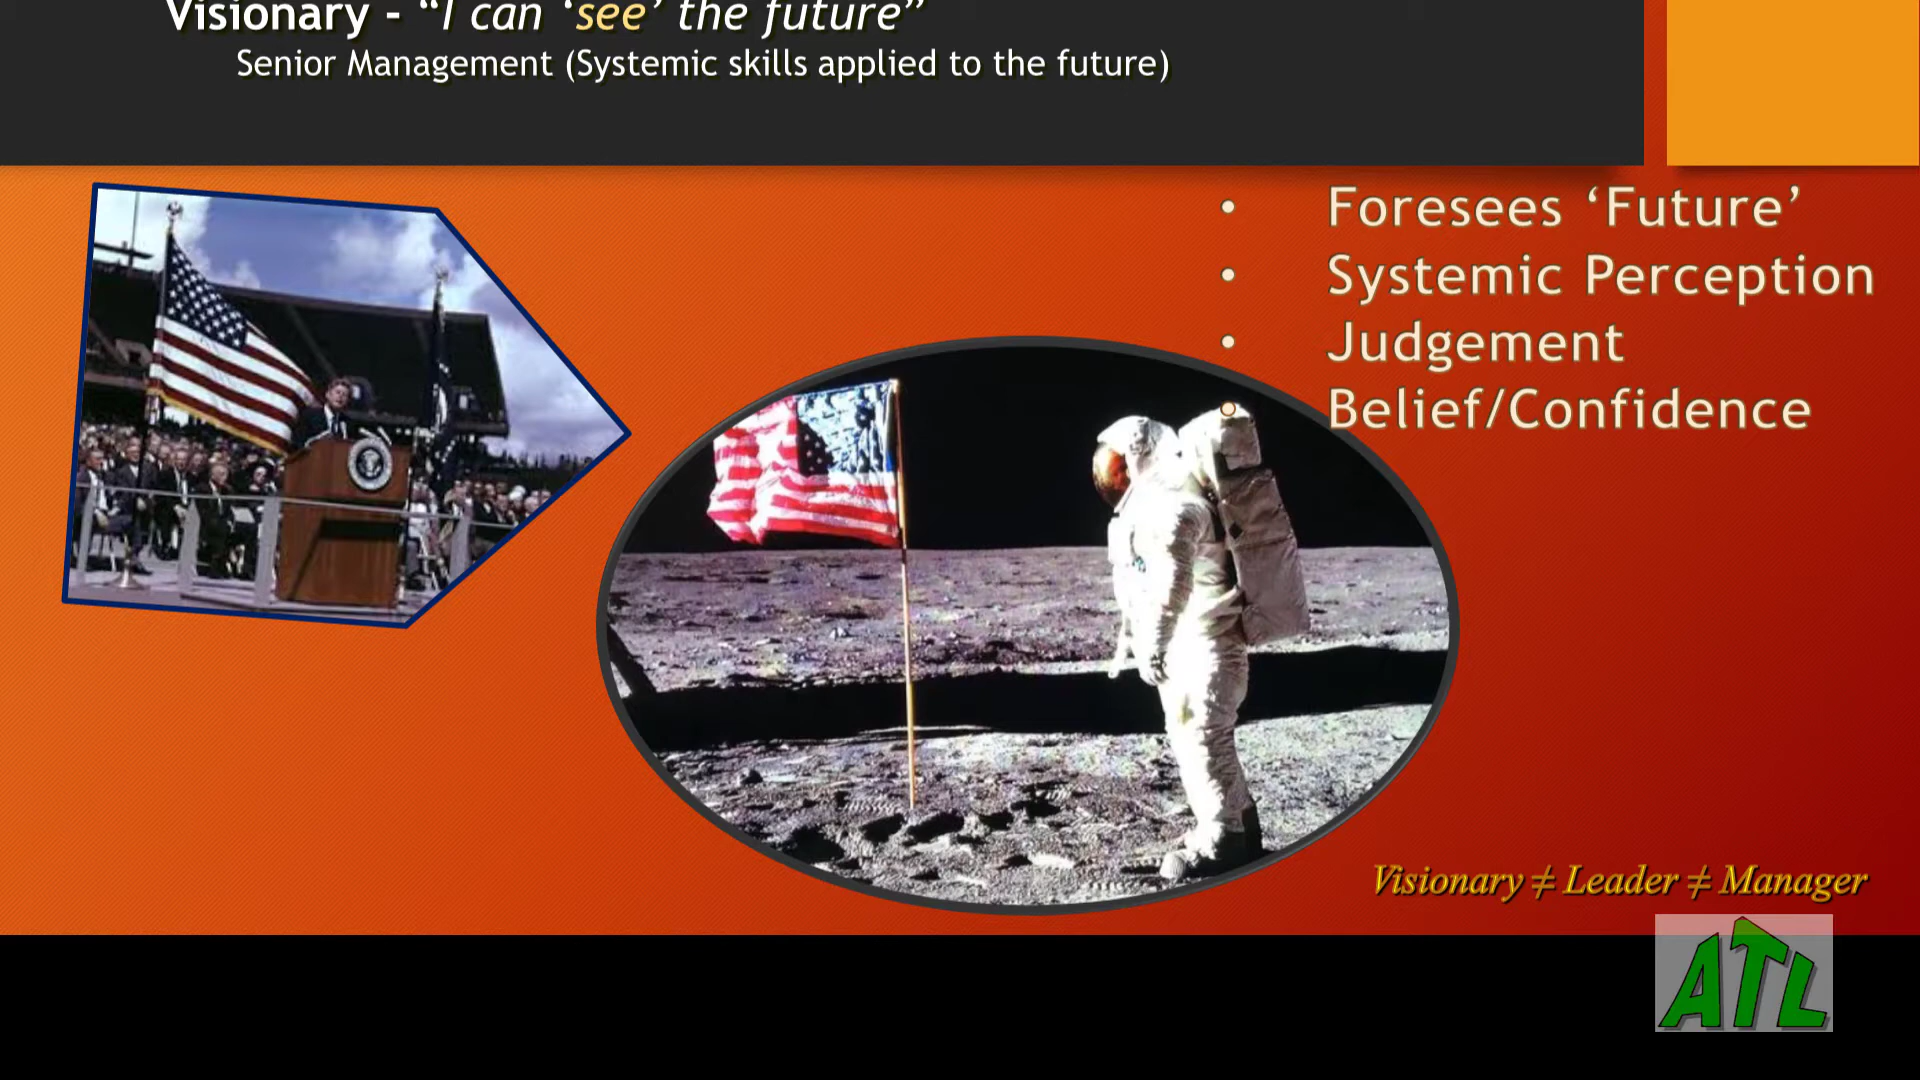 Visionary - “I can ‘see’ the future”
Senior Management (Systemic skills applied to the future)
• Foresees ‘Future’
• Systemic Perception
• Judgement
• Belief/Confidence
Visionary ≠ Leader ≠ Manager
ATL